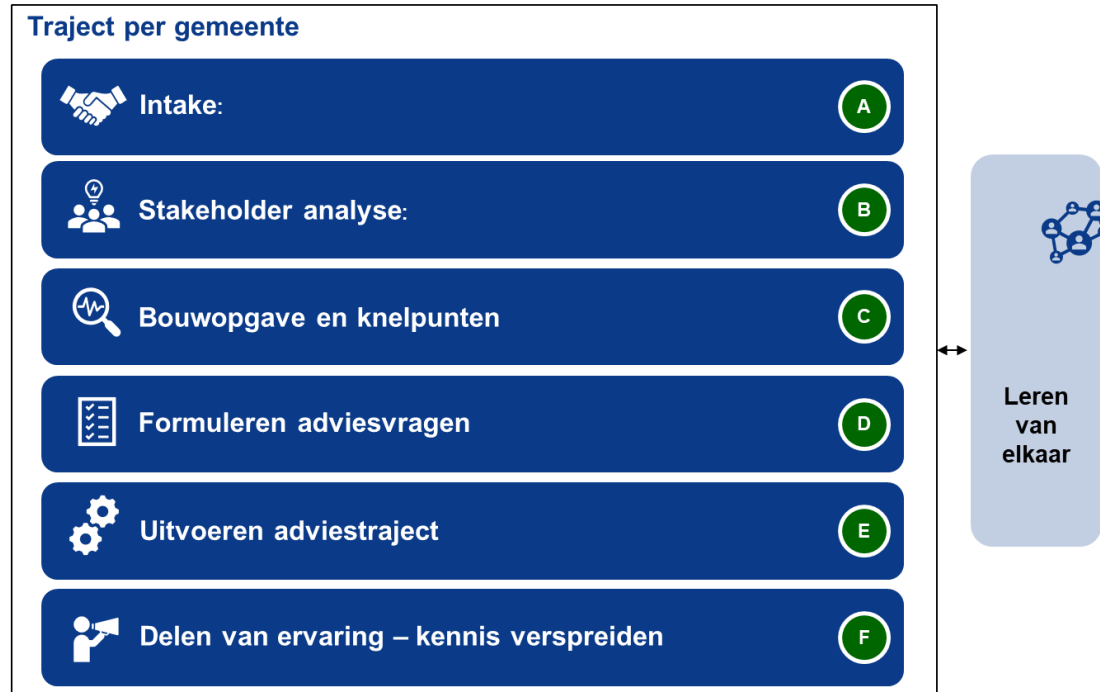 Traject per gemeente
Intake:
A
Stakeholder analyse:
B
Bouwopgave en knelpunten
C
Formuleren adviesvragen
D
Uitvoeren adviestraject
E
Delen van ervaring – kennis verspreiden
F
Leren
van
elkaar